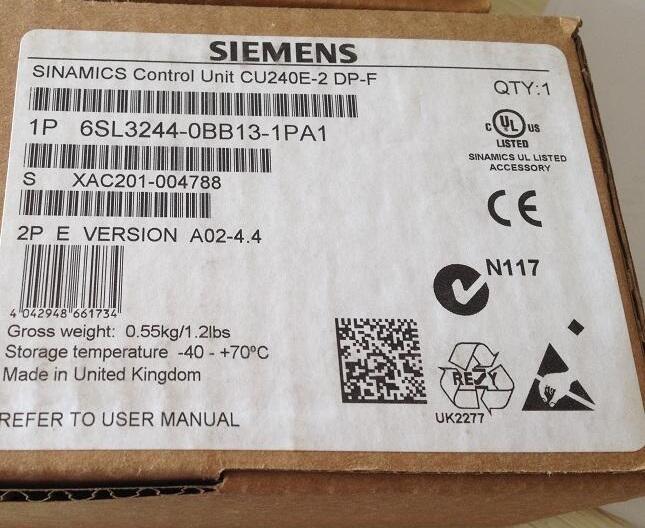 SIEMENS
SINAMICS Control Unit CU240E-2 DP-F
QTY:1
1P 6SL3244-0BB13-1PA1
C UL US
LISTED
SINAMICS UL LISTED
ACCESSORY
S XAC201-004788
CE
2P E VERSION A02-4.4
N117
4 042948 661734
Gross weight: 0.55kg/1.2lbs
Storage temperature -40 - +70ºC
Made in United Kingdom
RESY
UK2277
REFER TO USER MANUAL